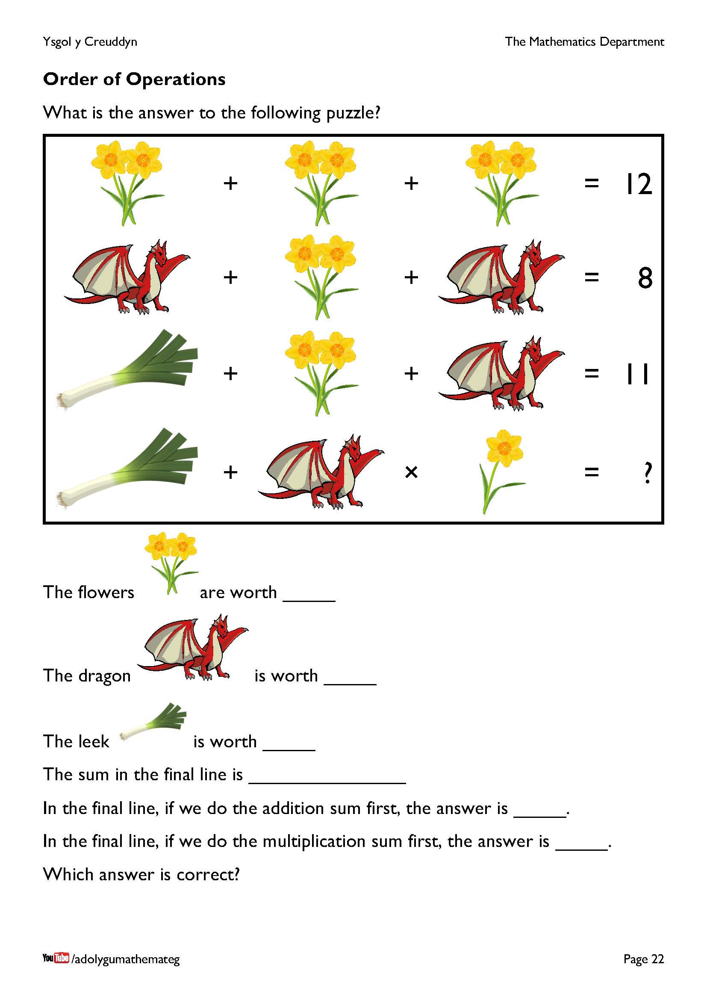 Ysgol y Creuddyn The Mathematics Department
Order of Operations
What is the answer to the following puzzle?
+ + = 12
+ + = 8
+ + = 11
+ × = ?
The flowers are worth _____
The dragon is worth _____
The leek is worth _____
The sum in the final line is _______________
In the final line, if we do the addition sum first, the answer is _____.
In the final line, if we do the multiplication sum first, the answer is _____.
Which answer is correct?
YouTube/adolygumathemateg Page 22